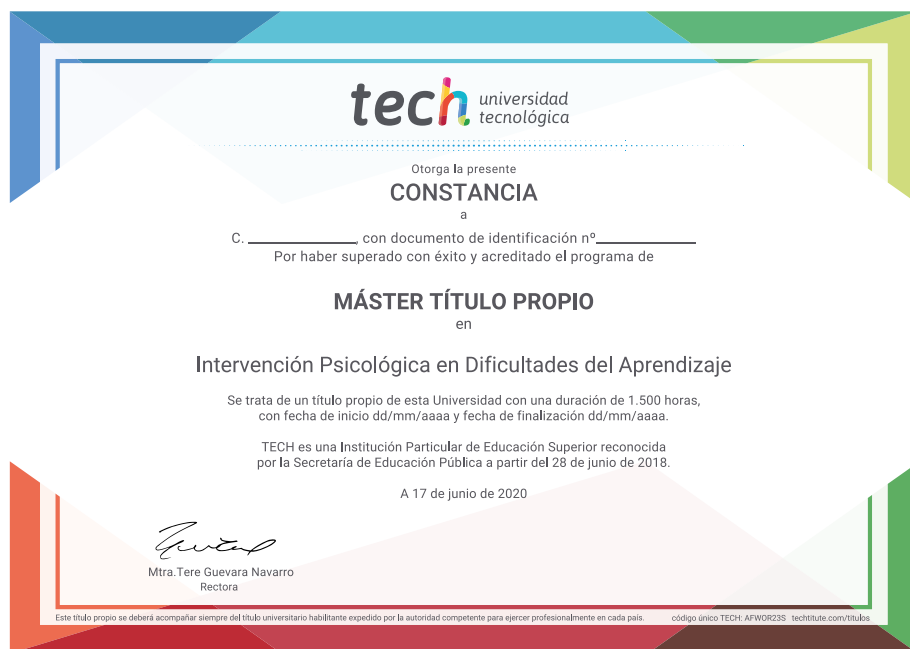 tech universidad
tecnológica
Otorga la presente
CONSTANCIA
a
C. ____________, con documento de identificación nº___________
Por haber superado con éxito y acreditado el programa de
MÁSTER TÍTULO PROPIO
en
Intervención Psicológica en Dificultades del Aprendizaje
Se trata de un título propio de esta Universidad con una duración de 1.500 horas,
con fecha de inicio dd/mm/aaaa y fecha de finalización dd/mm/aaaa.
TECH es una Institución Particular de Educación Superior reconocida
por la Secretaría de Educación Pública a partir del 28 de junio de 2018.
A 17 de junio de 2020
Mtra.Tere Guevara Navarro
Rectora
Este título propio se deberá acompañar siempre del título universitario habilitante expedido por la autoridad competente para ejercer profesionalmente en cada país. código único TECH: AFWOR23S techtitute.com/titulos